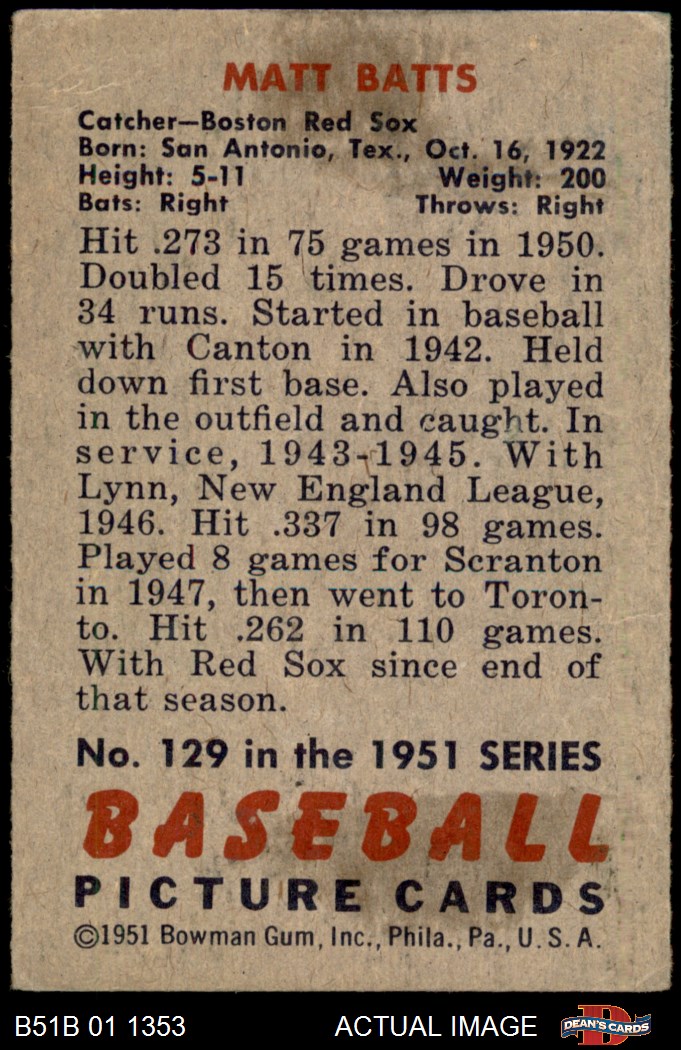 MATT BATTS
Catcher—Boston Red Sox
Born: San Antonio, Tex., Oct. 16, 1922
Height: 5-11 Weight: 200
Bats: Right Throws: Right
Hit .273 in 75 games in 1950.
Doubled 15 times. Drove in
34 runs. Started in baseball
with Canton in 1942. Held
down first base. Also played
in the outfield and caught. In
service, 1943-1945. With
Lynn, New England League,
1946. Hit .337 in 98 games.
Played 8 games for Scranton
in 1947, then went to Toron-
to. Hit .262 in 110 games.
With Red Sox since end of
that season.
No. 129 in the 1951 SERIES
BASEBALL
PICTURE CARDS
©1951 Bowman Gum, Inc., Phila., Pa., U. S. A.
B51B 01 1353 ACTUAL IMAGE D DEAN'S CARDS